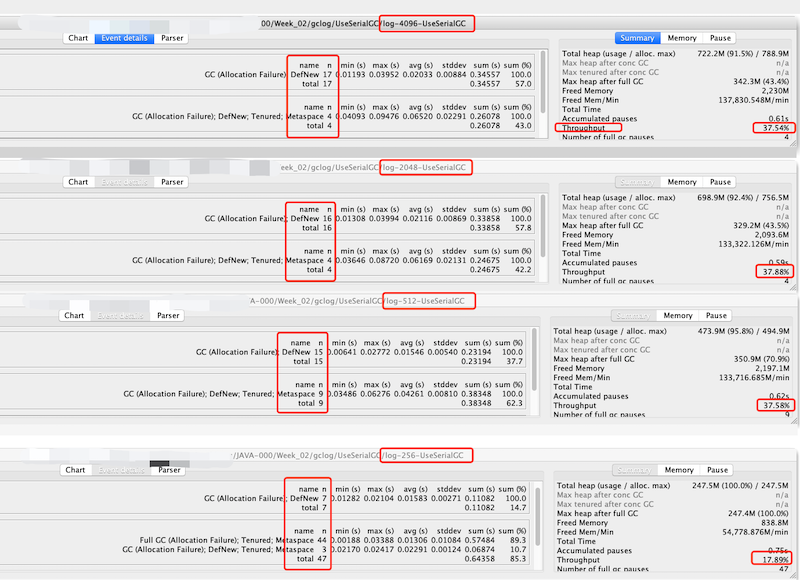 00/Week_02/gclog/UseSerialGC/log-4096-UseSerialGC
Chart Event details Parser
Summary Memory Pause
name n min (s) max (s) avg (s) stddev sum (s) sum (%)
GC (Allocation Failure); DefNew 17 0.01193 0.03952 0.02033 0.00884 0.34557 100.0
total 17 0.34557 57.0
name n min (s) max (s) avg (s) stddev sum (s) sum (%)
GC (Allocation Failure); DefNew; Tenured; Metaspace 4 0.04093 0.09476 0.06520 0.02291 0.26078 100.0
total 4 0.26078 43.0
Total heap (usage / alloc. max) 722.2M (91.5%) / 788.9M
Max heap after conc GC n/a
Max tenured after conc GC n/a
Max heap after full GC 342.3M (43.4%)
Freed Memory 2,230M
Freed Mem/Min 137,830.548M/min
Total Time
Accumulated pauses 0.61s
Throughput 37.54%
Number of full gc pauses 4
eek_02/gclog/UseSerialGC/log-2048-UseSerialGC
Chart Event details Parser
Summary Memory Pause
name n min (s) max (s) avg (s) stddev sum (s) sum (%)
GC (Allocation Failure); DefNew 16 0.01308 0.03994 0.02116 0.00869 0.33858 100.0
total 16 0.33858 57.8
name n min (s) max (s) avg (s) stddev sum (s) sum (%)
GC (Allocation Failure); DefNew; Tenured; Metaspace 4 0.03646 0.08720 0.06169 0.02131 0.24675 100.0
total 4 0.24675 42.2
Total heap (usage / alloc. max) 698.9M (92.4%) / 756.5M
Max heap after conc GC n/a
Max tenured after conc GC n/a
Max heap after full GC 329.2M (43.5%)
Freed Memory 2,093.6M
Freed Mem/Min 133,322.126M/min
Total Time
Accumulated pauses 0.59s
Throughput 37.88%
A-000/Week_02/gclog/UseSerialGC/log-512-UseSerialGC
Chart Event details Parser
Summary Memory Pause
name n min (s) max (s) avg (s) stddev sum (s) sum (%)
GC (Allocation Failure); DefNew 15 0.00641 0.02772 0.01546 0.00540 0.23194 100.0
total 15 0.23194 37.7
name n min (s) max (s) avg (s) stddev sum (s) sum (%)
GC (Allocation Failure); DefNew; Tenured; Metaspace 9 0.03486 0.06276 0.04261 0.00810 0.38348 100.0
total 9 0.38348 62.3
Total heap (usage / alloc. max) 473.9M (95.8%) / 494.9M
Max heap after conc GC n/a
Max tenured after conc GC n/a
Max heap after full GC 350.9M (70.9%)
Freed Memory 2,197.1M
Freed Mem/Min 133,716.685M/min
Total Time
Accumulated pauses 0.62s
Throughput 37.58%
Number of full gc pauses 9
/JAVA-000/Week_02/gclog/UseSerialGC/log-256-UseSerialGC
Chart Event details Parser
Summary Memory Pause
name n min (s) max (s) avg (s) stddev sum (s) sum (%)
GC (Allocation Failure); DefNew 7 0.01282 0.02104 0.01583 0.00271 0.11082 100.0
total 7 0.11082 14.7
name n min (s) max (s) avg (s) stddev sum (s) sum (%)
Full GC (Allocation Failure); Tenured; Metaspace 44 0.00188 0.03388 0.01306 0.01084 0.57484 89.3
GC (Allocation Failure); DefNew; Tenured; Metaspace 3 0.02170 0.02417 0.02291 0.00124 0.06874 10.7
total 47 0.64358 85.3
Total heap (usage / alloc. max) 247.5M (100.0%) / 247.5M
Max heap after conc GC n/a
Max tenured after conc GC n/a
Max heap after full GC 247.4M (100.0%)
Freed Memory 838.8M
Freed Mem/Min 54,778.876M/min
Total Time
Accumulated pauses 0.75s
Throughput 17.89%
Number of full gc pauses 47